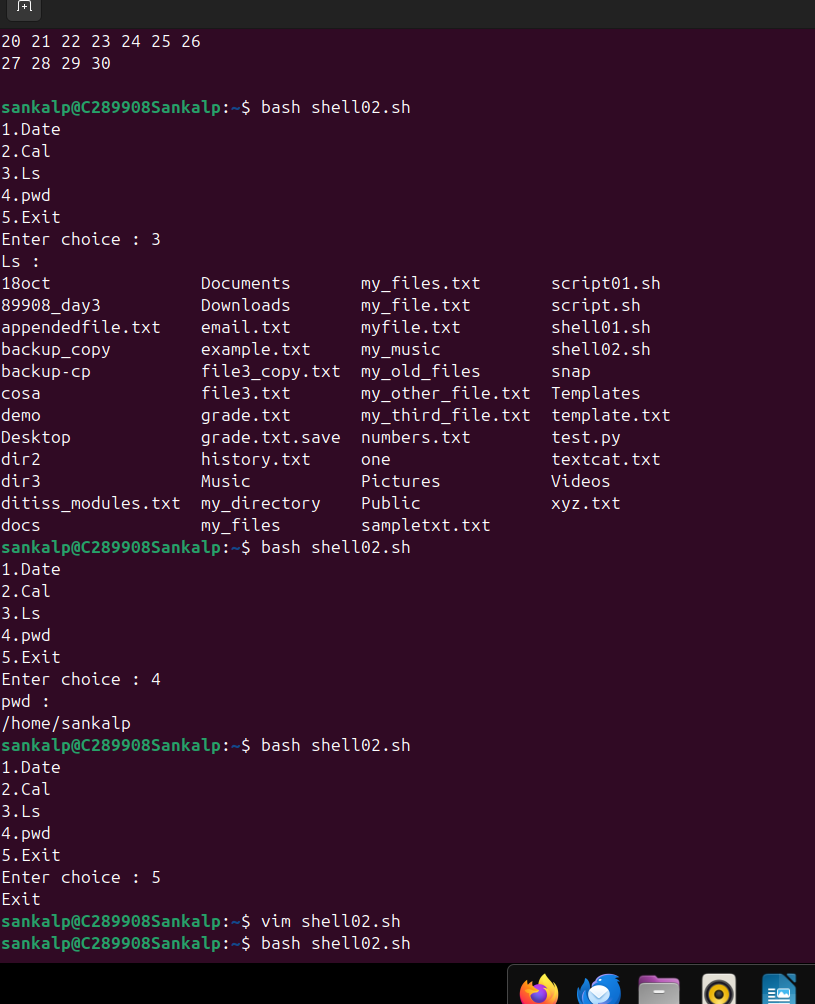 20 21 22 23 24 25 26
27 28 29 30
sankalp@C289908Sankalp:~$ bash shell02.sh
1.Date
2.Cal
3.Ls
4.pwd
5.Exit
Enter choice : 3
Ls :
18oct Documents my_files.txt script01.sh
89908_day3 Downloads my_file.txt script.sh
appendedfile.txt email.txt myfile.txt shell01.sh
backup_copy example.txt my_music shell02.sh
backup-cp file3_copy.txt my_old_files snap
cosa file3.txt my_other_file.txt Templates
demo grade.txt my_third_file.txt template.txt
Desktop grade.txt.save numbers.txt test.py
dir2 history.txt one textcat.txt
dir3 Music Pictures Videos
ditiss_modules.txt my_directory Public xyz.txt
docs my_files sampletxt.txt
sankalp@C289908Sankalp:~$ bash shell02.sh
1.Date
2.Cal
3.Ls
4.pwd
5.Exit
Enter choice : 4
pwd :
/home/sankalp
sankalp@C289908Sankalp:~$ bash shell02.sh
1.Date
2.Cal
3.Ls
4.pwd
5.Exit
Enter choice : 5
Exit
sankalp@C289908Sankalp:~$ vim shell02.sh
sankalp@C289908Sankalp:~$ bash shell02.sh